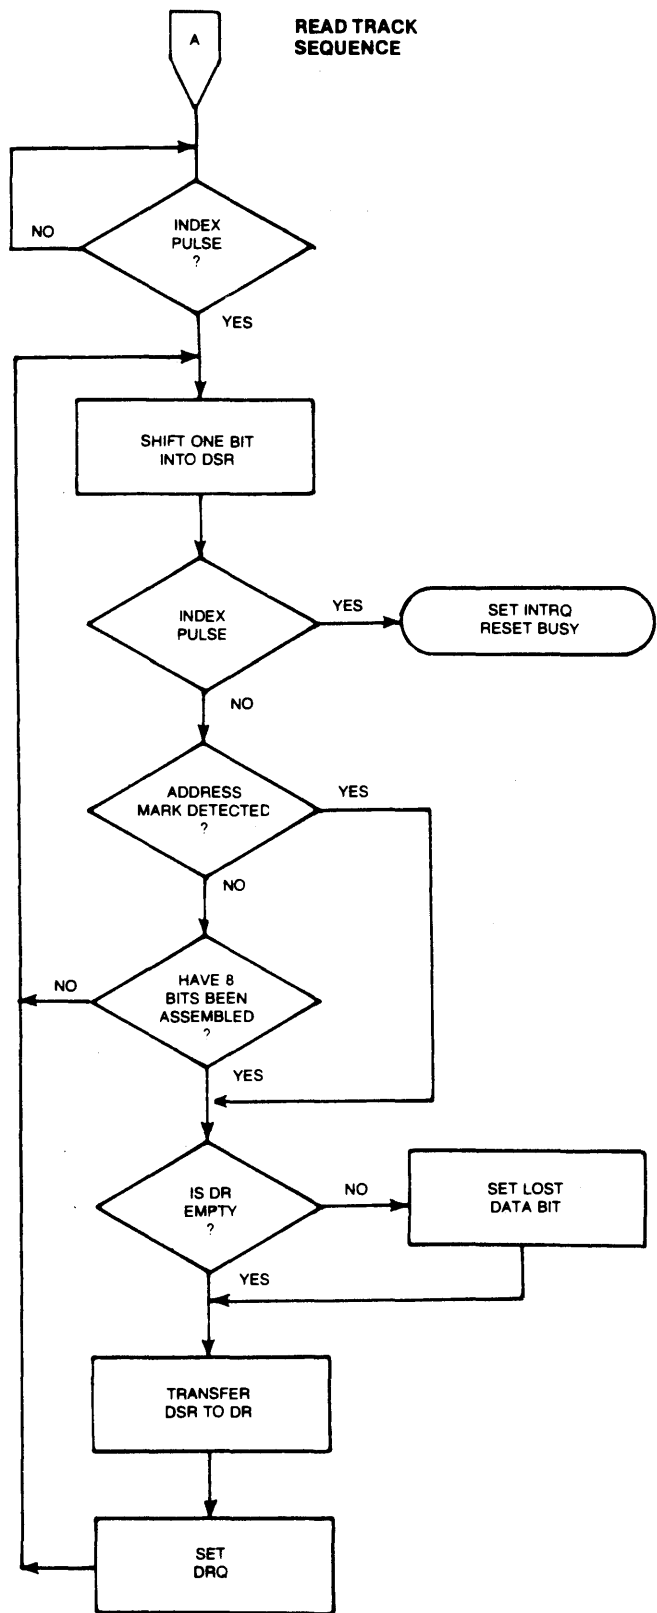 A
READ TRACK
SEQUENCE
INDEX
PULSE
?
NO
YES
SHIFT ONE BIT
INTO DSR
INDEX
PULSE
YES
SET INTRQ
RESET BUSY
NO
ADDRESS
MARK DETECTED
?
YES
NO
HAVE 8
BITS BEEN
ASSEMBLED
?
NO
YES
IS DR
EMPTY
?
NO
SET LOST
DATA BIT
YES
TRANSFER
DSR TO DR
SET
DRQ